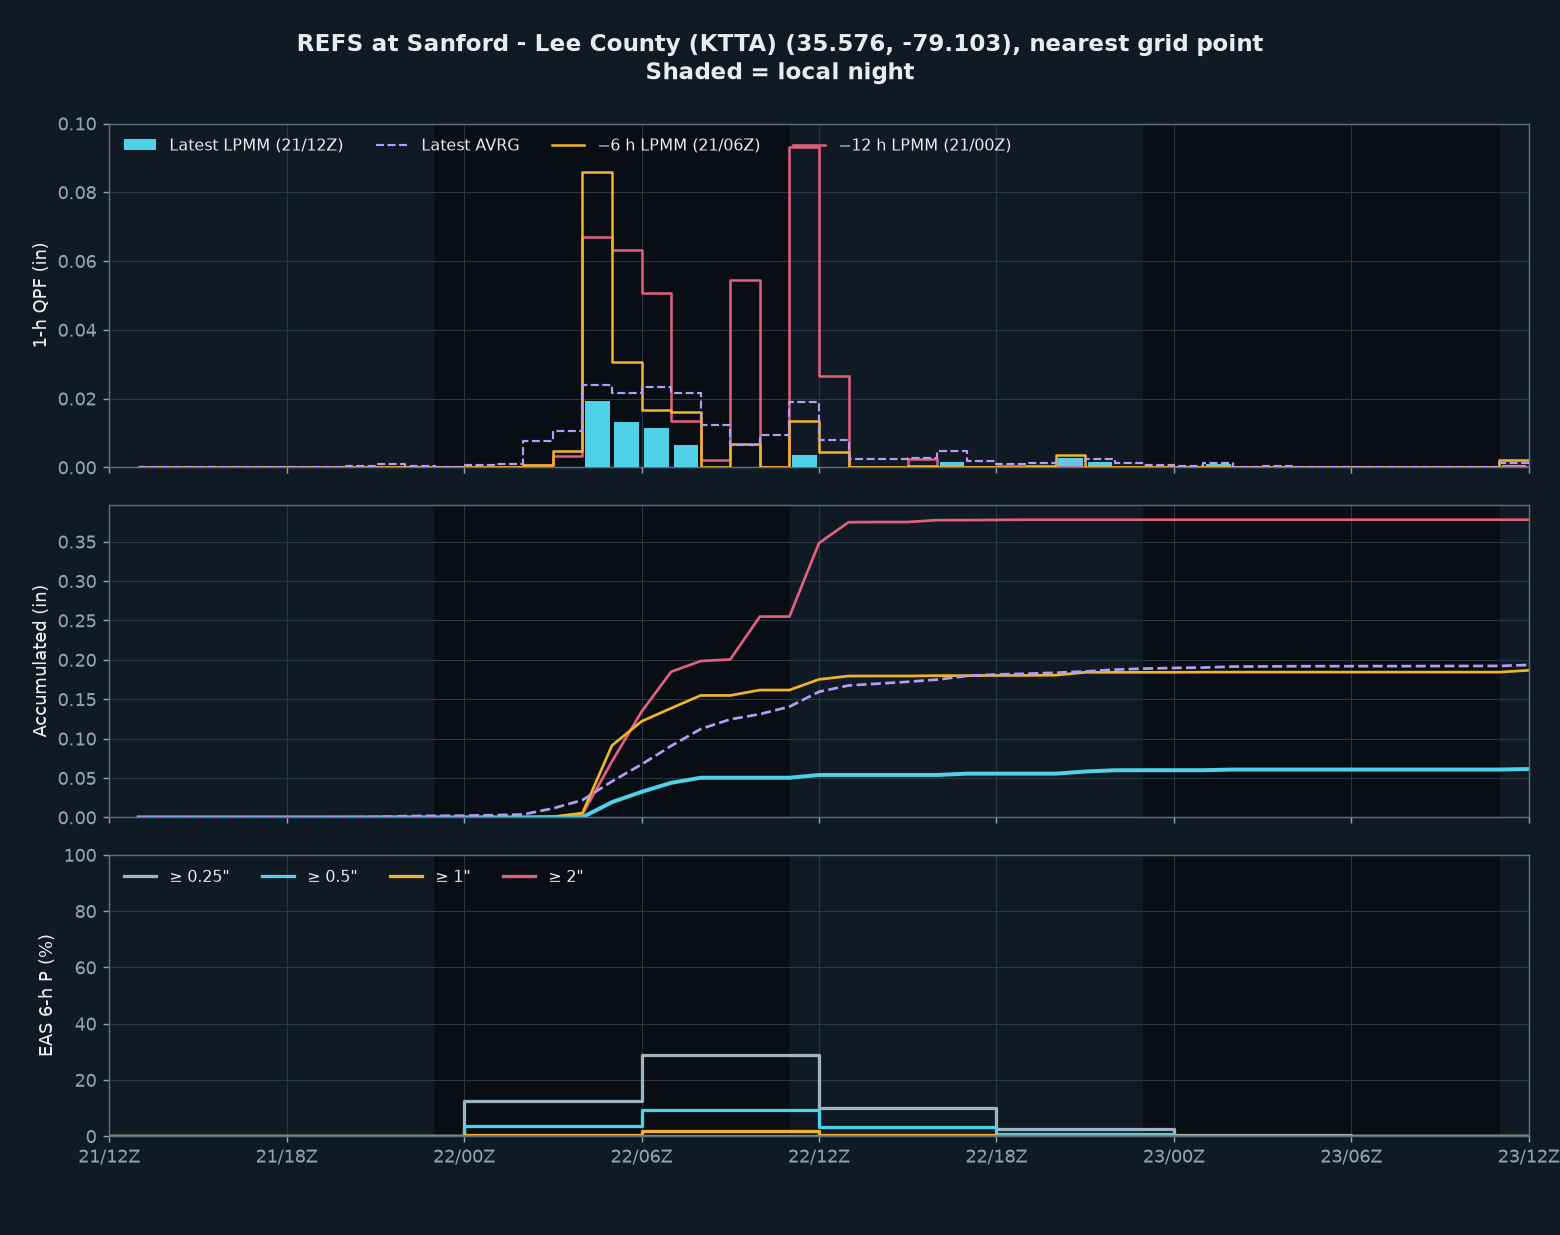 REFS at Sanford - Lee County (KTTA) (35.576, -79.103), nearest grid point
Shaded = local night
Latest LPMM (21/12Z) Latest AVRG −6 h LPMM (21/06Z) −12 h LPMM (21/00Z)
1-h QPF (in)
0.10
0.08
0.06
0.04
0.02
0.00
Accumulated (in)
0.35
0.30
0.25
0.20
0.15
0.10
0.05
0.00
≥ 0.25" ≥ 0.5" ≥ 1" ≥ 2"
EAS 6-h P (%)
100
80
60
40
20
0
21/12Z 21/18Z 22/00Z 22/06Z 22/12Z 22/18Z 23/00Z 23/06Z 23/12Z